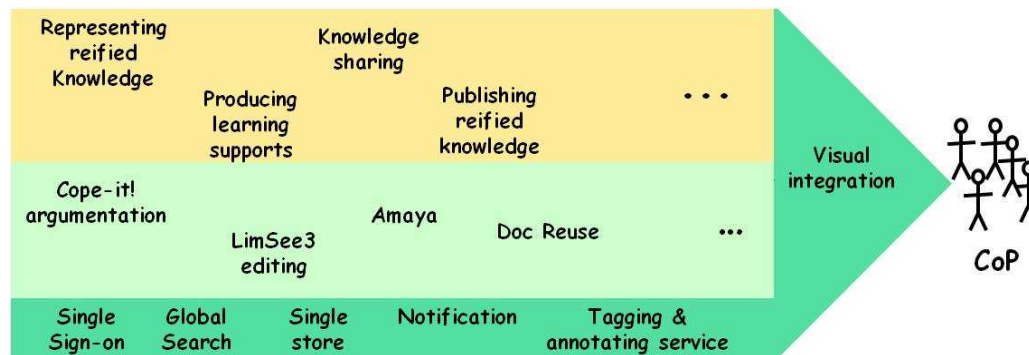 Representing
reified
Knowledge
Knowledge
sharing
Producing
learning
supports
Publishing
reified
knowledge
...
Visual
integration
Cope-it!
argumentation
LimSee3
editing
Amaya
Doc Reuse
...
CoP
Single
Sign-on
Global
Search
Single
store
Notification
Tagging &
annotating service